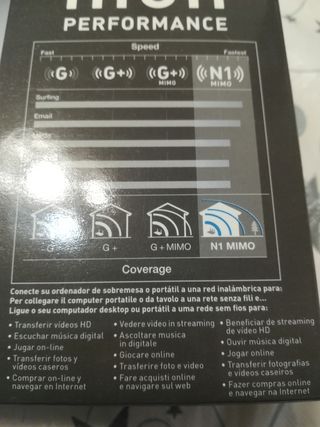 PERFORMANCE
Speed
Fast Fastest
G G+ G+ MIMO N1 MIMO
Surfing
Email
G G+ G+MIMO N1 MIMO
Coverage
Conecte su ordenador de sobremesa o portátil a una red inalámbrica para:
Per collegare il computer portatile o da tavolo a una rete senza fili e...
Ligue o seu computador desktop ou portátil a uma rede sem fios para:
• Transferir vídeos HD
• Escuchar música digital
• Jugar on-line
• Transferir fotos y
vídeos caseros
• Comprar on-line y
navegar en Internet
• Vedere video in streaming
• Ascoltare musica
in digitale
• Giocare online
• Trasferire foto e video
• Fare acquisti online
e navigare sul web
• Beneficiar de streaming
de vídeo HD
• Ouvir música digital
• Jogar online
• Transferir fotografias
e vídeos caseiros
• Fazer compras online
e navegar na Internet